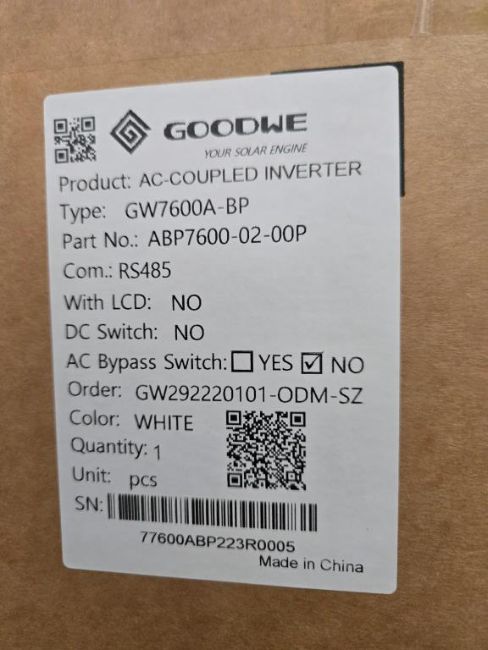 GOODWE
YOUR SOLAR ENGINE
Product: AC-COUPLED INVERTER
Type: GW7600A-BP
Part No.: ABP7600-02-00P
Com.: RS485
With LCD: NO
DC Switch: NO
AC Bypass Switch: ☐ YES ☑ NO
Order: GW292220101-ODM-SZ
Color: WHITE
Quantity: 1
Unit: pcs
SN:
77600ABP223R0005
Made in China